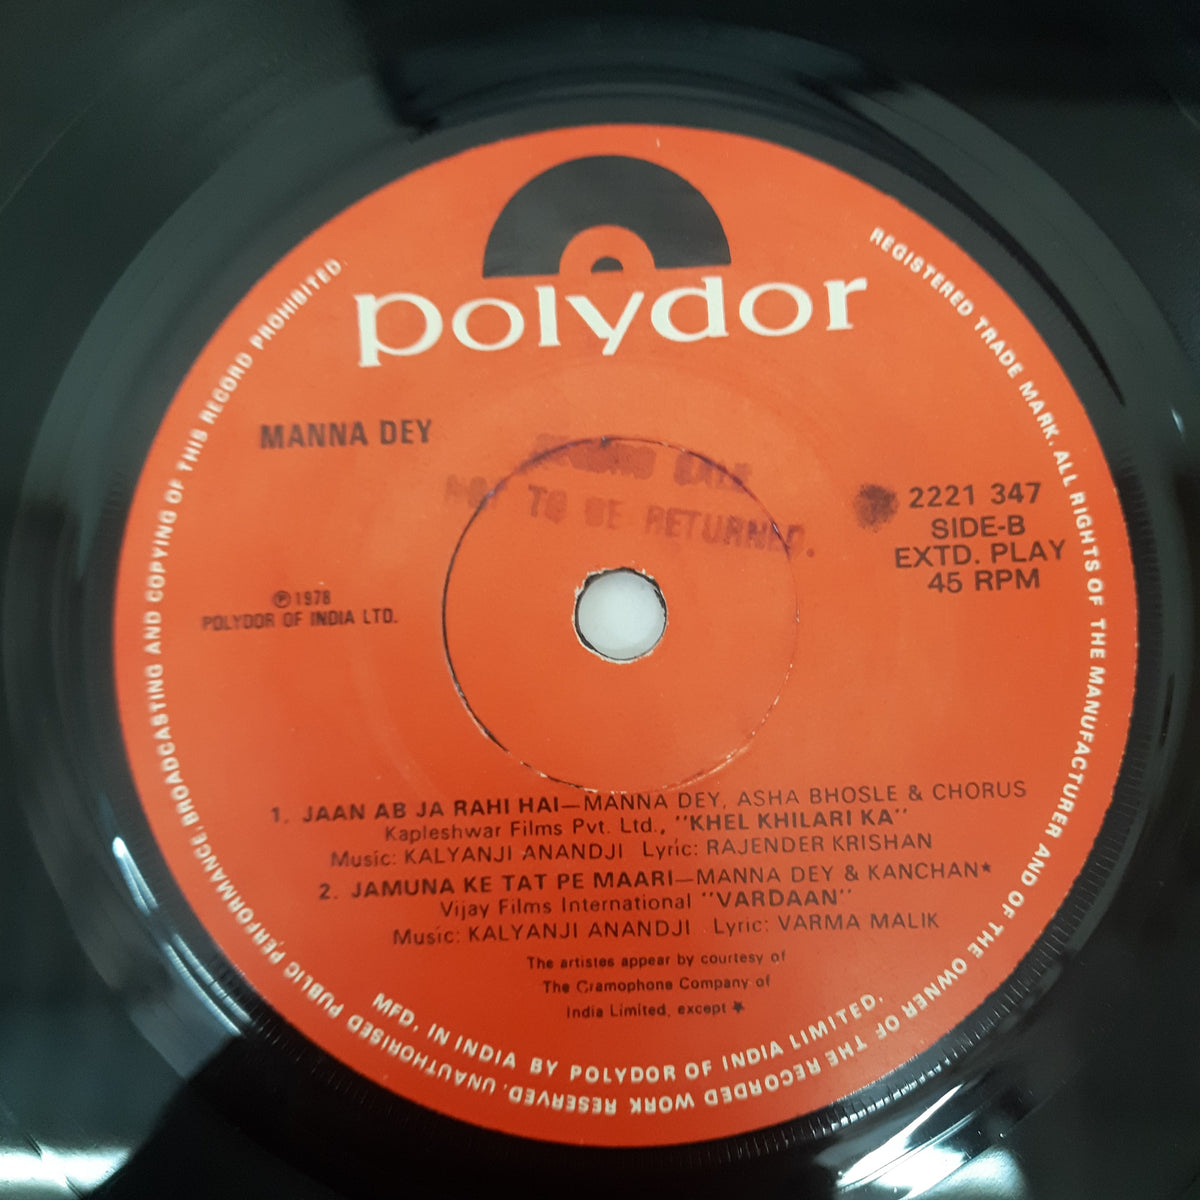 polydor
MANNA DEY
NOT TO BE RETURNED.
2221 347
SIDE-B
EXTD. PLAY
45 RPM
℗ 1978
POLYDOR OF INDIA LTD.
1. JAAN AB JA RAHI HAI—MANNA DEY, ASHA BHOSLE & CHORUS
Kapleshwar Films Pvt. Ltd., "KHEL KHILARI KA"
Music: KALYANJI ANANDJI Lyric: RAJENDER KRISHAN
2. JAMUNA KE TAT PE MAARI—MANNA DEY & KANCHAN★
Vijay Films International "VARDAAN"
Music: KALYANJI ANANDJI Lyric: VARMA MALIK
The artistes appear by courtesy of
The Gramophone Company of
India Limited, except ★
MFD. IN INDIA BY POLYDOR OF INDIA LIMITED.
REGISTERED TRADE MARK. ALL RIGHTS OF THE MANUFACTURER AND OF THE OWNER OF THE RECORDED WORK RESERVED. UNAUTHORISED PUBLIC PERFORMANCE, BROADCASTING AND COPYING OF THIS RECORD PROHIBITED